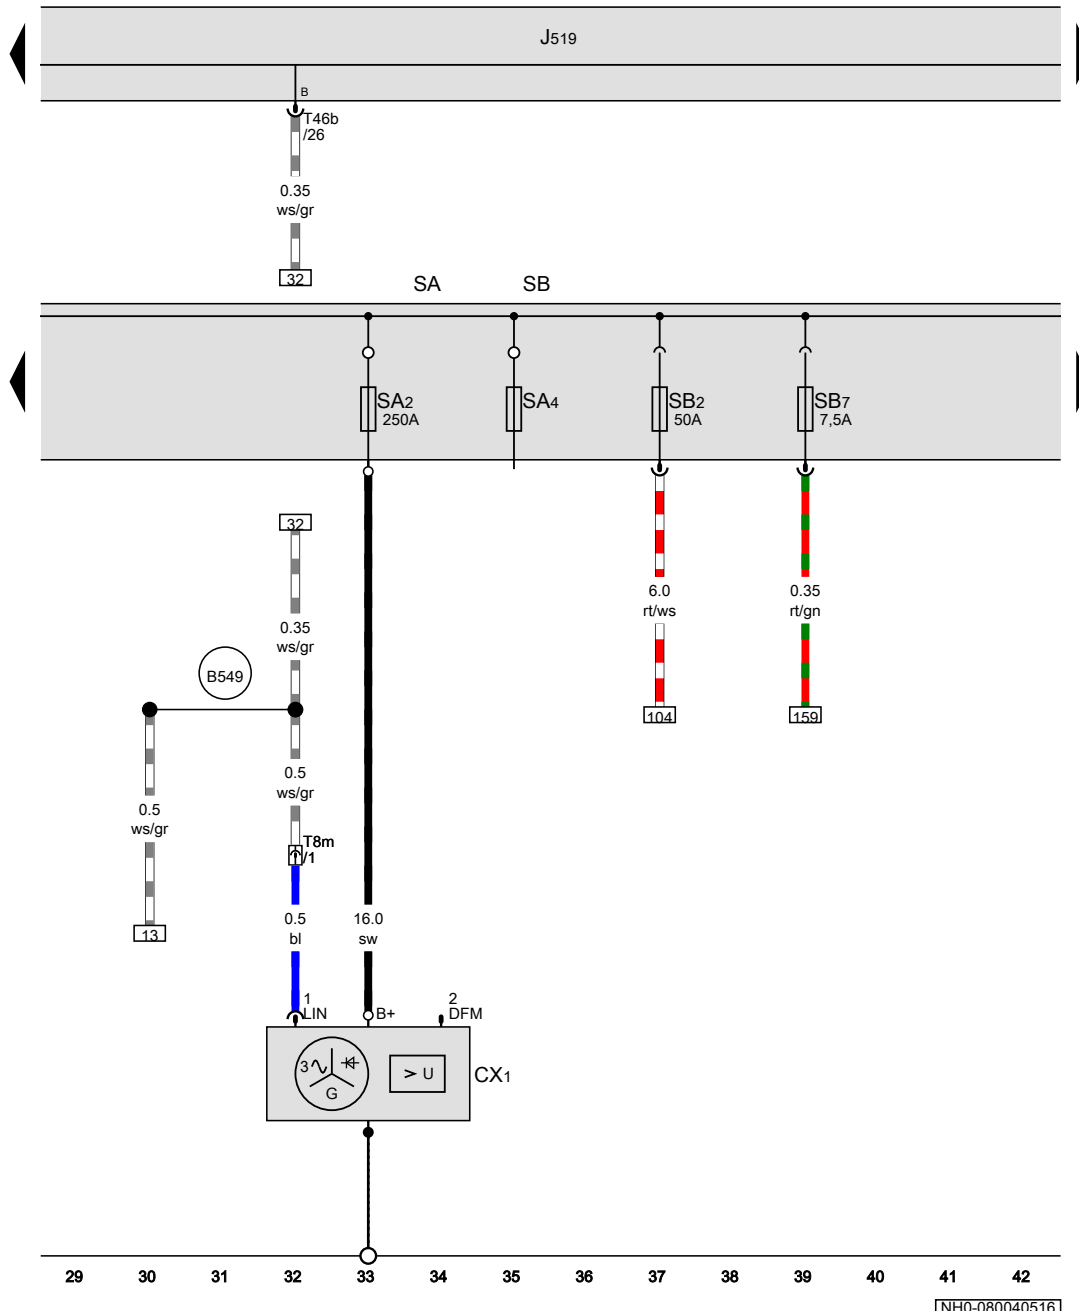 J519
B
T46b
/26
0.35
ws/gr
32
SA SB
SA2
250A
SA4
SB2
50A
SB7
7,5A
32
0.35
ws/gr
6.0
rt/ws
0.35
rt/gn
B549
104
159
0.5
ws/gr
0.5
ws/gr
T8m
/1
13
0.5
bl
16.0
sw
1
LIN
B+
2
DFM
3
G
> U
CX1
29 30 31 32 33 34 35 36 37 38 39 40 41 42
NH0-080040516